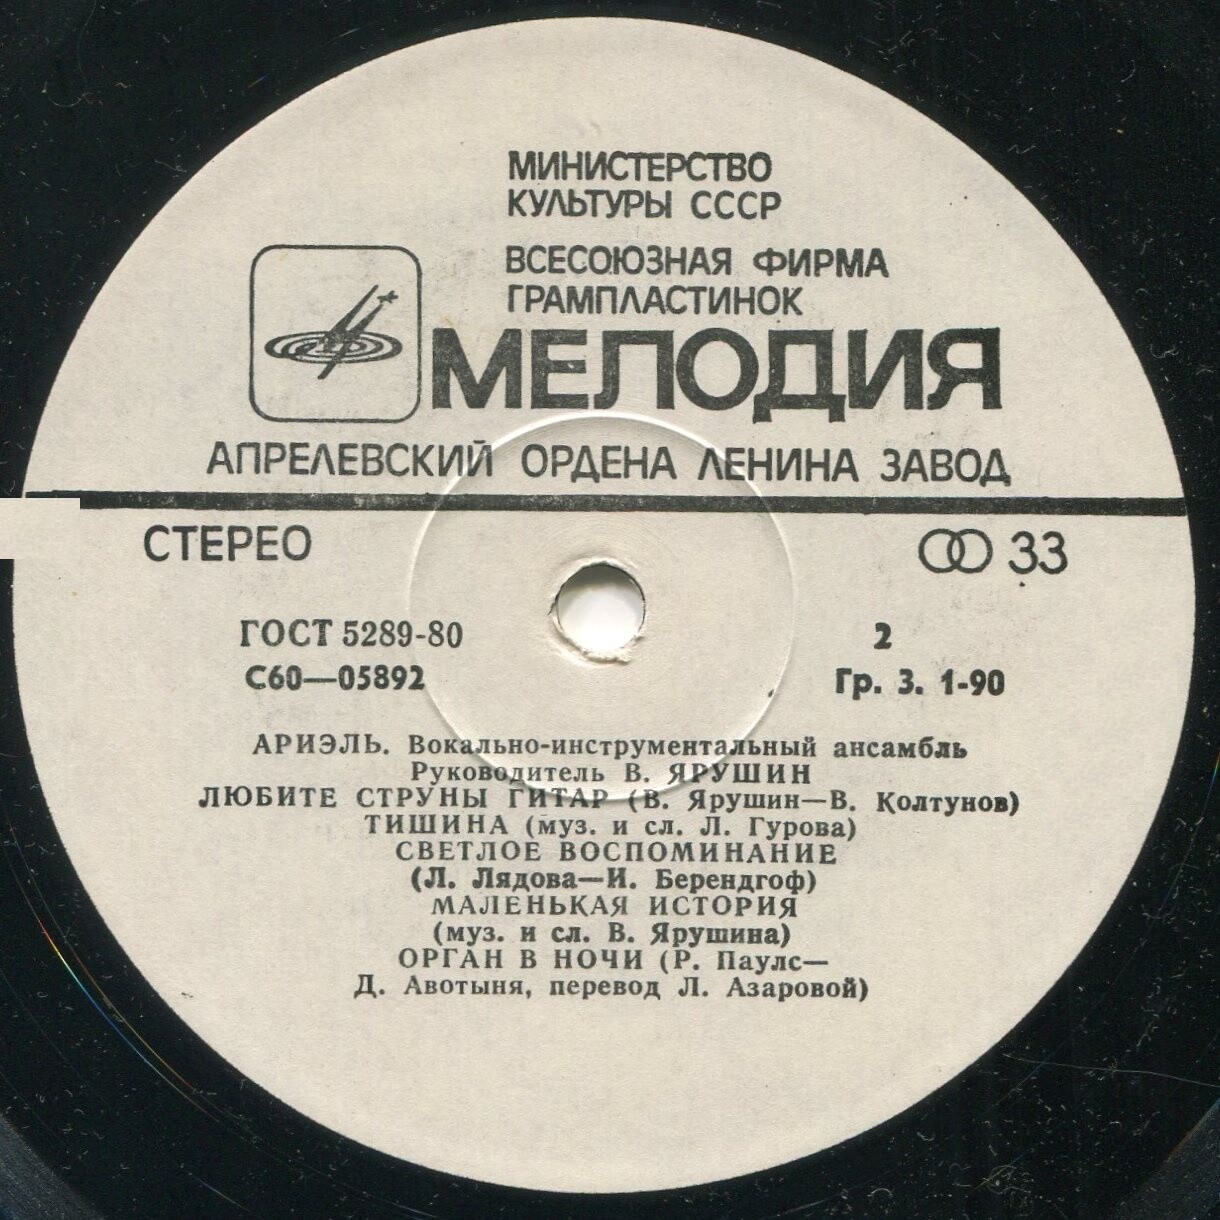 МИНИСТЕРСТВО
КУЛЬТУРЫ СССР
ВСЕСОЮЗНАЯ ФИРМА
ГРАМПЛАСТИНОК
МЕЛОДИЯ
АПРЕЛЕВСКИЙ ОРДЕНА ЛЕНИНА ЗАВОД
СТЕРЕО 33
ГОСТ 5289-80 2
С60—05892 Гр. 3. 1-90
АРИЭЛЬ. Вокально-инструментальный ансамбль
Руководитель В. ЯРУШИН
ЛЮБИТЕ СТРУНЫ ГИТАР (В. Ярушин—В. Колтунов)
ТИШИНА (муз. и сл. Л. Гурова)
СВЕТЛОЕ ВОСПОМИНАНИЕ
(Л. Лядова—И. Берендгоф)
МАЛЕНЬКАЯ ИСТОРИЯ
(муз. и сл. В. Ярушина)
ОРГАН В НОЧИ (Р. Паулс—
Д. Авотыня, перевод Л. Азаровой)